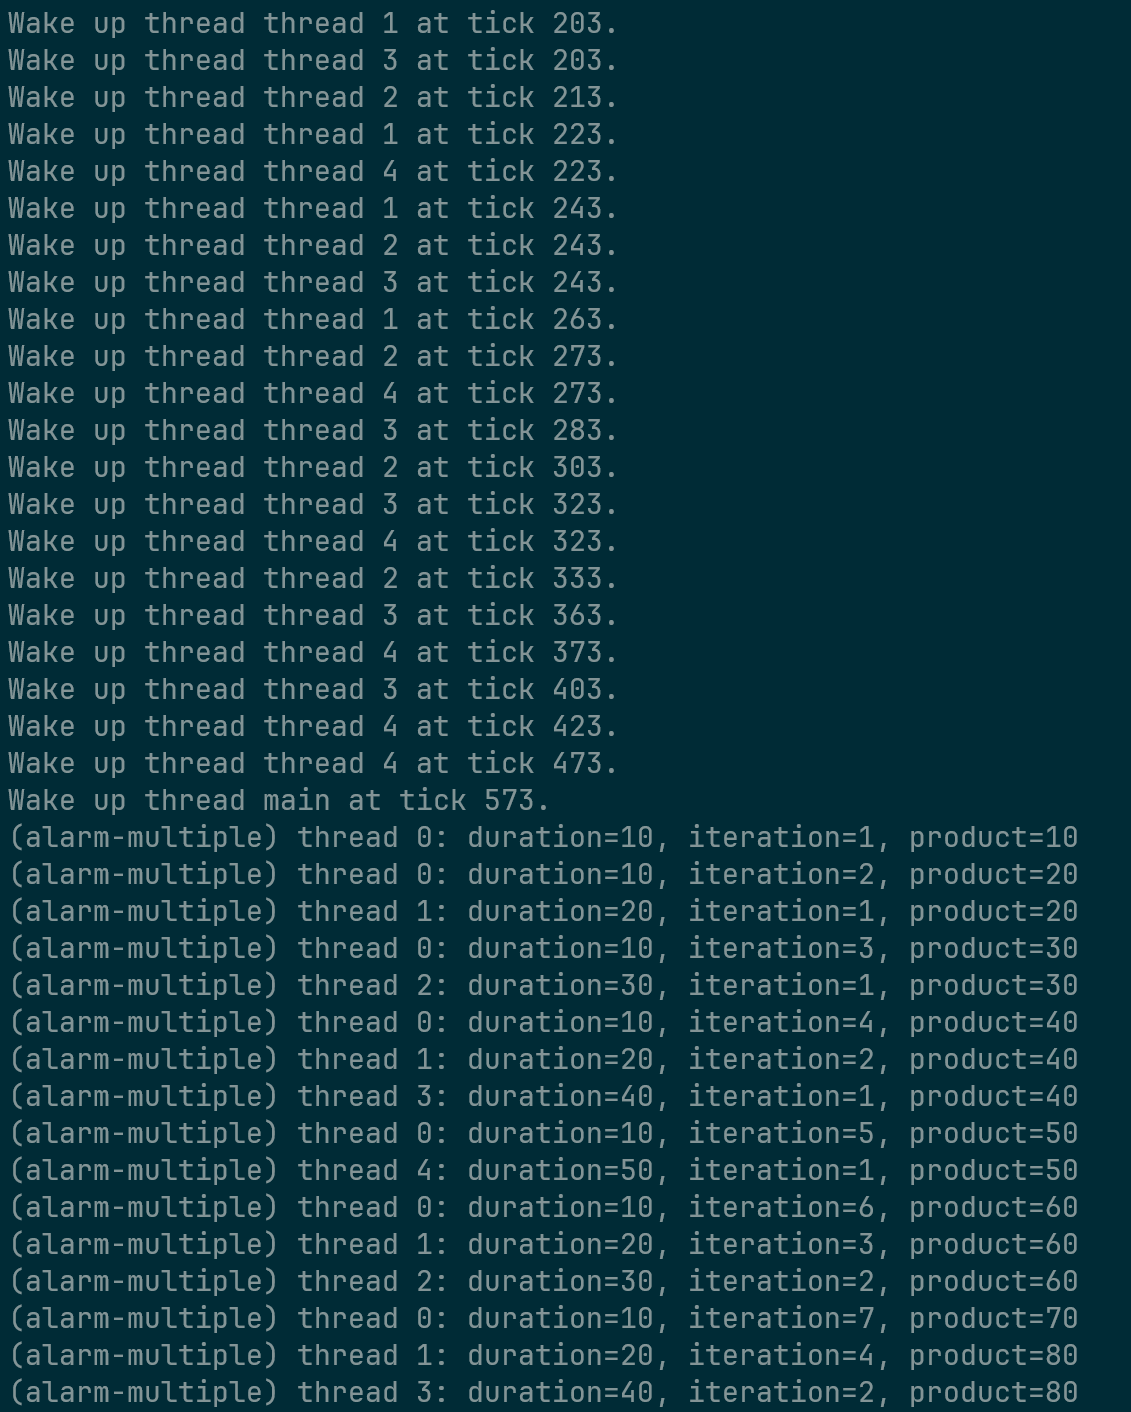 Wake up thread thread 1 at tick 203.
Wake up thread thread 3 at tick 203.
Wake up thread thread 2 at tick 213.
Wake up thread thread 1 at tick 223.
Wake up thread thread 4 at tick 223.
Wake up thread thread 1 at tick 243.
Wake up thread thread 2 at tick 243.
Wake up thread thread 3 at tick 243.
Wake up thread thread 1 at tick 263.
Wake up thread thread 2 at tick 273.
Wake up thread thread 4 at tick 273.
Wake up thread thread 3 at tick 283.
Wake up thread thread 2 at tick 303.
Wake up thread thread 3 at tick 323.
Wake up thread thread 4 at tick 323.
Wake up thread thread 2 at tick 333.
Wake up thread thread 3 at tick 363.
Wake up thread thread 4 at tick 373.
Wake up thread thread 3 at tick 403.
Wake up thread thread 4 at tick 423.
Wake up thread thread 4 at tick 473.
Wake up thread main at tick 573.
(alarm-multiple) thread 0: duration=10, iteration=1, product=10
(alarm-multiple) thread 0: duration=10, iteration=2, product=20
(alarm-multiple) thread 1: duration=20, iteration=1, product=20
(alarm-multiple) thread 0: duration=10, iteration=3, product=30
(alarm-multiple) thread 2: duration=30, iteration=1, product=30
(alarm-multiple) thread 0: duration=10, iteration=4, product=40
(alarm-multiple) thread 1: duration=20, iteration=2, product=40
(alarm-multiple) thread 3: duration=40, iteration=1, product=40
(alarm-multiple) thread 0: duration=10, iteration=5, product=50
(alarm-multiple) thread 4: duration=50, iteration=1, product=50
(alarm-multiple) thread 0: duration=10, iteration=6, product=60
(alarm-multiple) thread 1: duration=20, iteration=3, product=60
(alarm-multiple) thread 2: duration=30, iteration=2, product=60
(alarm-multiple) thread 0: duration=10, iteration=7, product=70
(alarm-multiple) thread 1: duration=20, iteration=4, product=80
(alarm-multiple) thread 3: duration=40, iteration=2, product=80